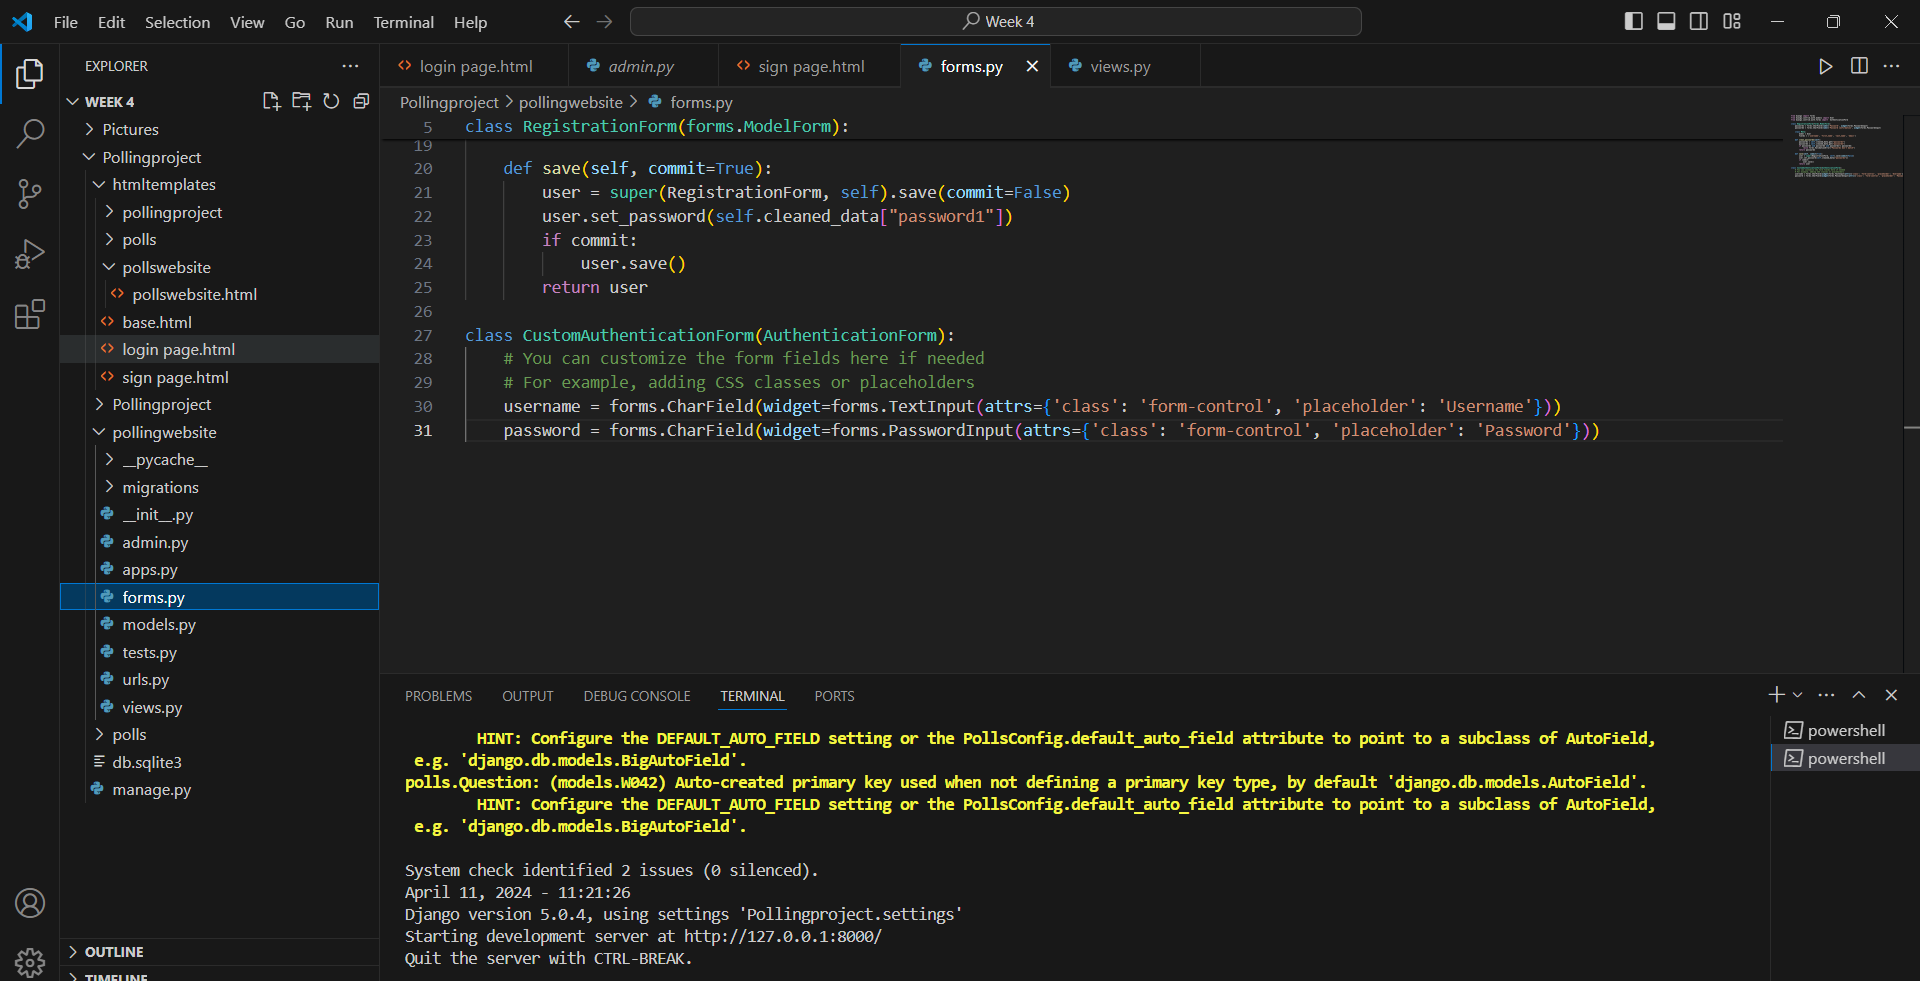 File Edit Selection View Go Run Terminal Help
Week 4
EXPLORER
WEEK 4
Pictures
Pollingproject
htmltemplates
pollingproject
polls
pollswebsite
pollswebsite.html
base.html
login page.html
sign page.html
Pollingproject
pollingwebsite
__pycache__
migrations
__init__.py
admin.py
apps.py
forms.py
models.py
tests.py
urls.py
views.py
polls
db.sqlite3
manage.py
OUTLINE
TIMELINE
login page.html admin.py sign page.html forms.py views.py
Pollingproject > pollingwebsite > forms.py
5 class RegistrationForm(forms.ModelForm):
19
20 def save(self, commit=True):
21 user = super(RegistrationForm, self).save(commit=False)
22 user.set_password(self.cleaned_data["password1"])
23 if commit:
24 user.save()
25 return user
26
27 class CustomAuthenticationForm(AuthenticationForm):
28 # You can customize the form fields here if needed
29 # For example, adding CSS classes or placeholders
30 username = forms.CharField(widget=forms.TextInput(attrs={'class': 'form-control', 'placeholder': 'Username'}))
31 password = forms.CharField(widget=forms.PasswordInput(attrs={'class': 'form-control', 'placeholder': 'Password'}))
PROBLEMS OUTPUT DEBUG CONSOLE TERMINAL PORTS
HINT: Configure the DEFAULT_AUTO_FIELD setting or the PollsConfig.default_auto_field attribute to point to a subclass of AutoField,
e.g. 'django.db.models.BigAutoField'.
polls.Question: (models.W042) Auto-created primary key used when not defining a primary key type, by default 'django.db.models.AutoField'.
HINT: Configure the DEFAULT_AUTO_FIELD setting or the PollsConfig.default_auto_field attribute to point to a subclass of AutoField,
e.g. 'django.db.models.BigAutoField'.
System check identified 2 issues (0 silenced).
April 11, 2024 - 11:21:26
Django version 5.0.4, using settings 'Pollingproject.settings'
Starting development server at http://127.0.0.1:8000/
Quit the server with CTRL-BREAK.
powershell
powershell